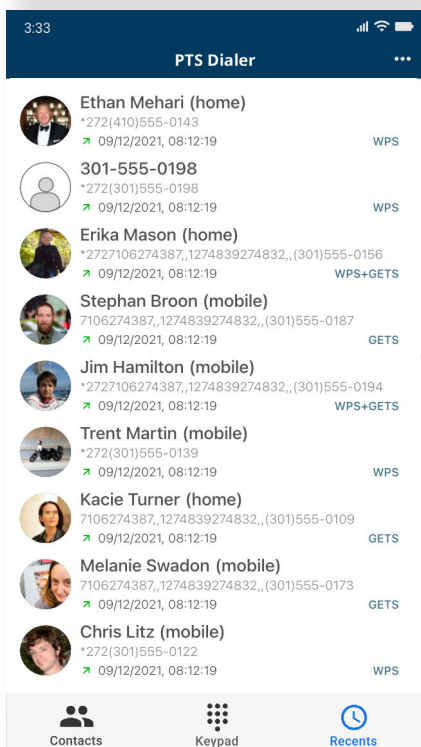 3:33
PTS Dialer
Ethan Mehari (home)
*272(410)555-0143
09/12/2021, 08:12:19 WPS
301-555-0198
*272(301)555-0198
09/12/2021, 08:12:19 WPS
Erika Mason (home)
*2727106274387,,1274839274832,,(301)555-0156
09/12/2021, 08:12:19 WPS+GETS
Stephan Broon (mobile)
7106274387,,1274839274832,,(301)555-0187
09/12/2021, 08:12:19 GETS
Jim Hamilton (mobile)
*2727106274387,,1274839274832,,(301)555-0194
09/12/2021, 08:12:19 WPS+GETS
Trent Martin (mobile)
*272(301)555-0139
09/12/2021, 08:12:19 WPS
Kacie Turner (home)
7106274387,,1274839274832,,(301)555-0109
09/12/2021, 08:12:19 GETS
Melanie Swadon (mobile)
7106274387,,1274839274832,,(301)555-0173
09/12/2021, 08:12:19 GETS
Chris Litz (mobile)
*272(301)555-0122
09/12/2021, 08:12:19 WPS
Contacts Keypad Recents